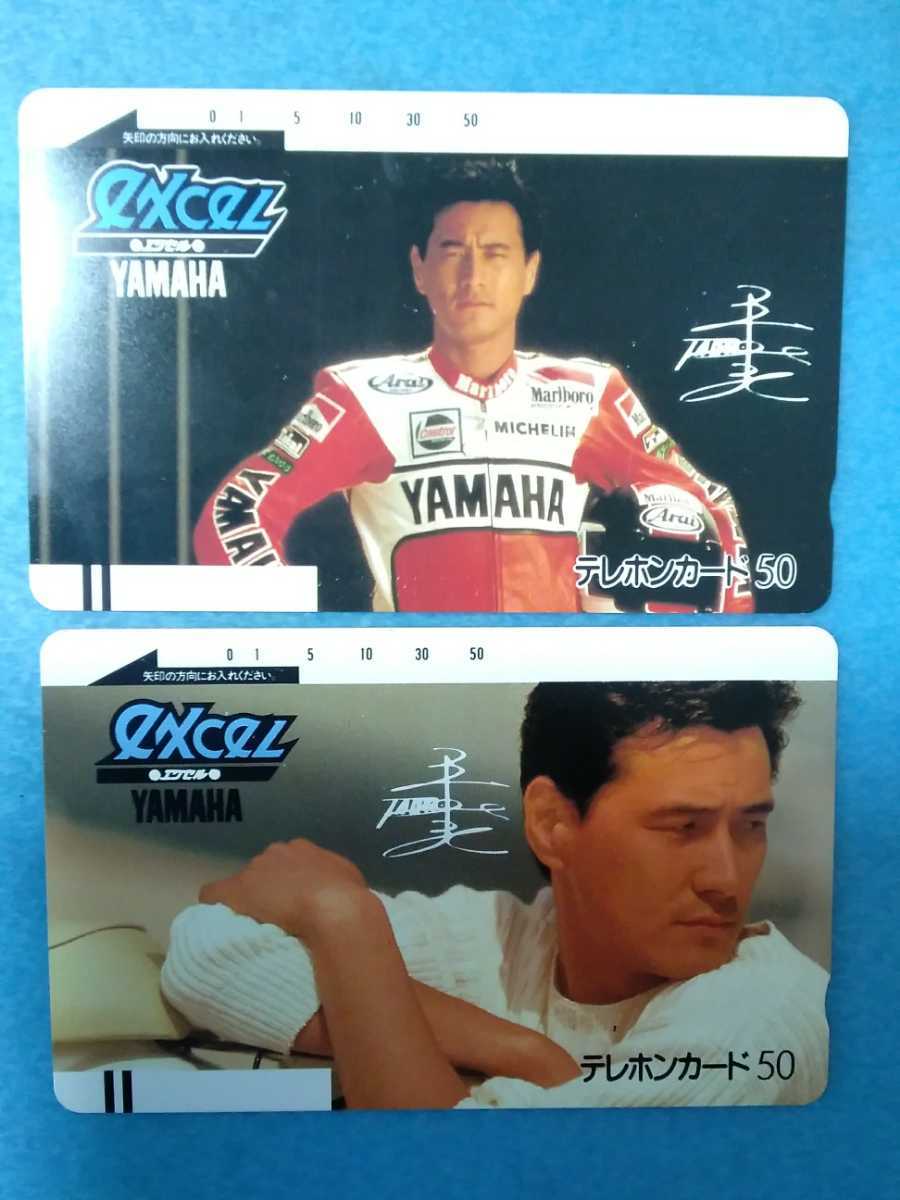 0 1 5 10 30 50
矢印の方向にお入れください。
excel
エクセル
YAMAHA
Marlboro
Arai
Marlboro
Castrol
MICHELIN
YAMAHA
YAMAHA
Marlboro
Arai
テレホンカード 50
0 1 5 10 30 50
矢印の方向にお入れください。
excel
エクセル
YAMAHA
テレホンカード 50